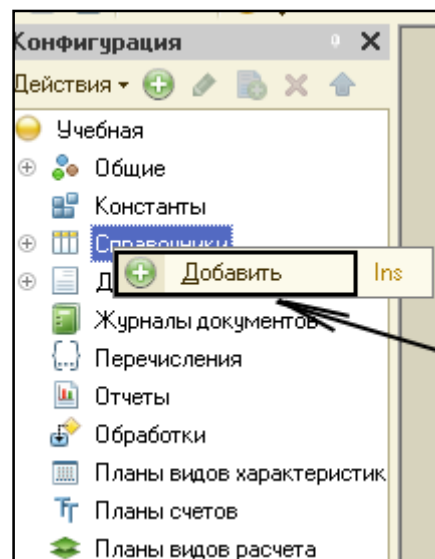 Конфигурация
Действия
Учебная
Общие
Константы
Справочники
Добавить Ins
Д
Журналы документов
Перечисления
Отчеты
Обработки
Планы видов характеристик
Планы счетов
Планы видов расчета